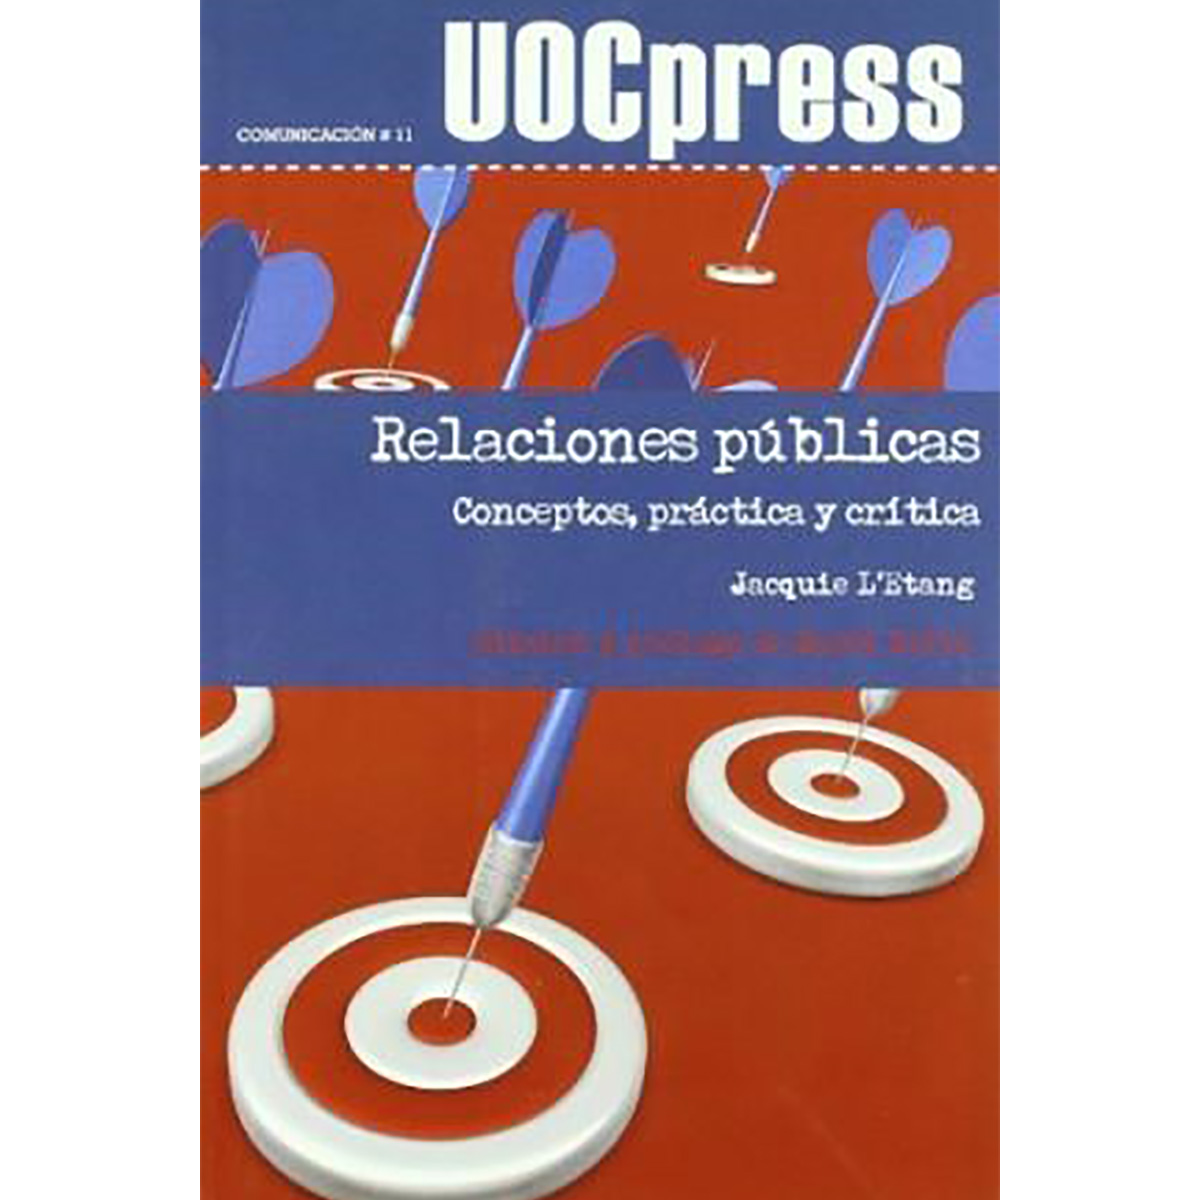 UOCpress
COMUNICACIÓN # 11
Relaciones públicas
Conceptos, práctica y crítica
Jacquie L'Etang